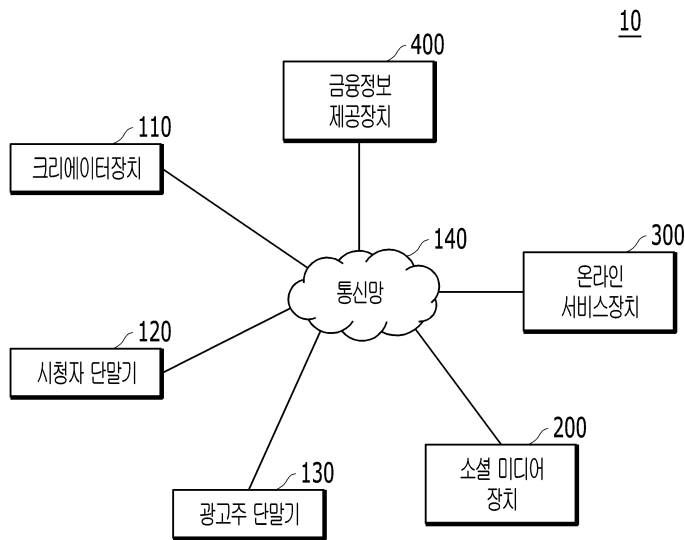 10
400
금융정보
제공장치
110
크리에이터장치
140
통신망
300
온라인
서비스장치
120
시청자 단말기
200
소셜 미디어
장치
130
광고주 단말기